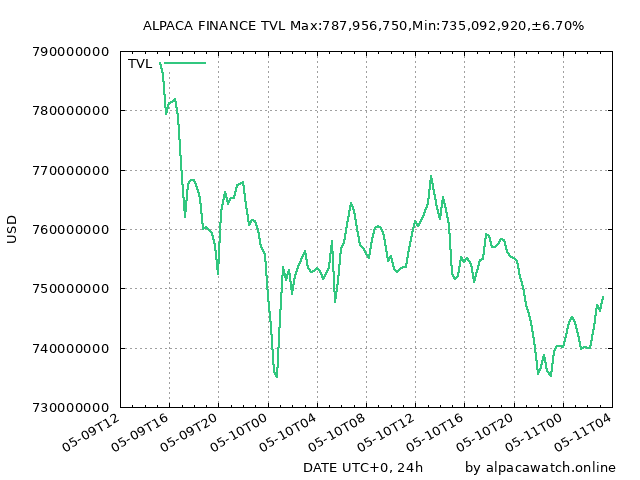 ALPACA FINANCE TVL Max:787,956,750,Min:735,092,920,±6.70%
790000000
TVL
780000000
770000000
760000000
USD
750000000
740000000
730000000
05-09T12
05-09T16
05-09T20
05-10T00
05-10T04
05-10T08
05-10T12
05-10T16
05-10T20
05-11T00
05-11T04
DATE UTC+0, 24h
by alpacawatch.online